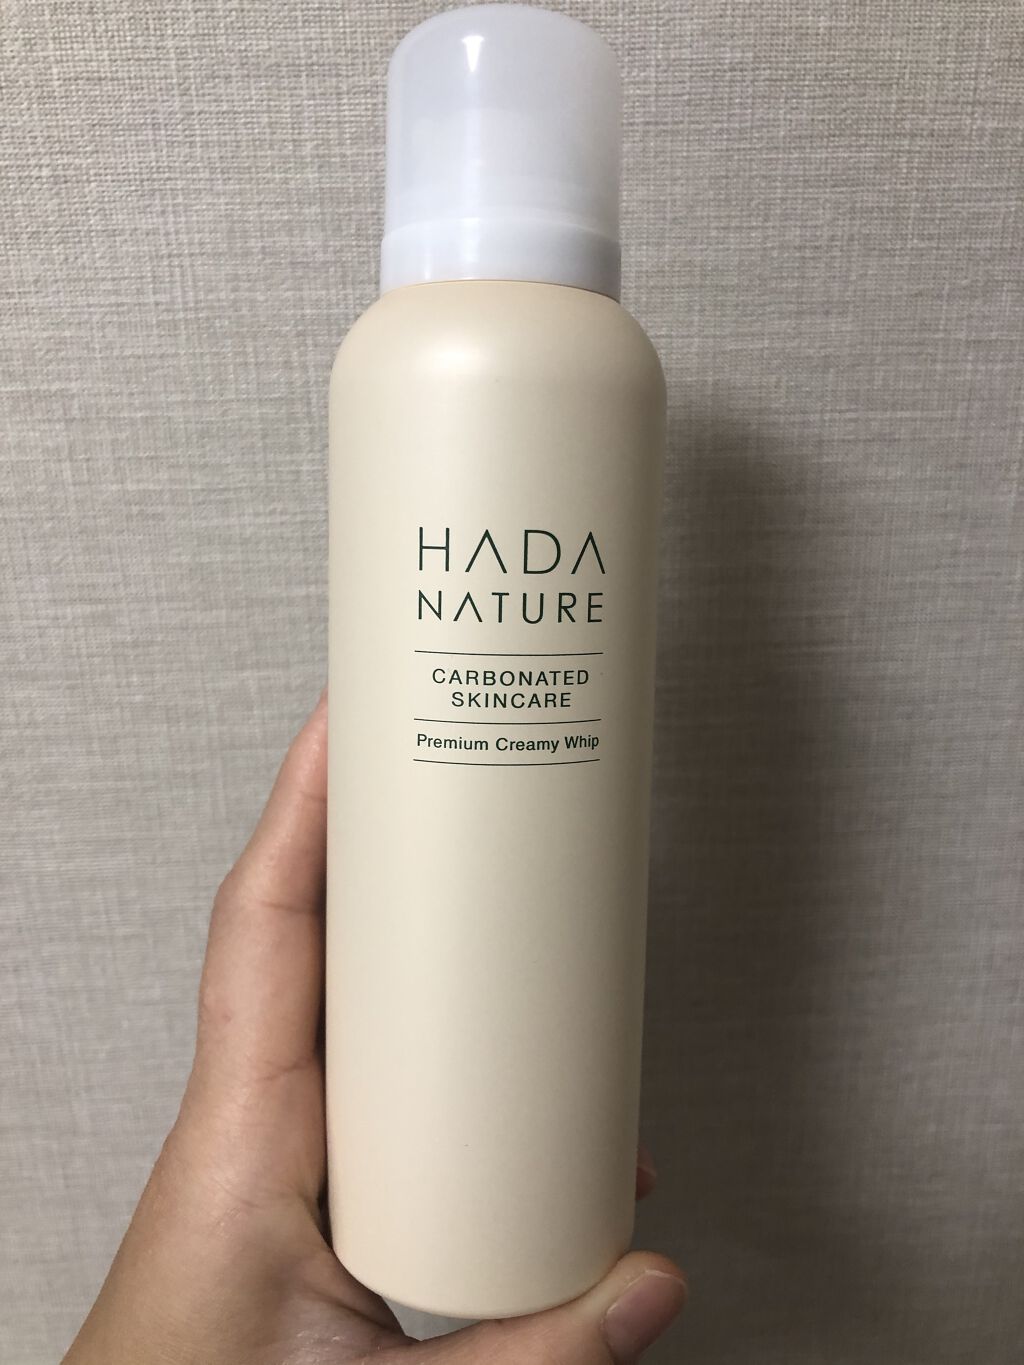 HADA
NATURE
CARBONATED
SKINCARE
Premium Creamy Whip